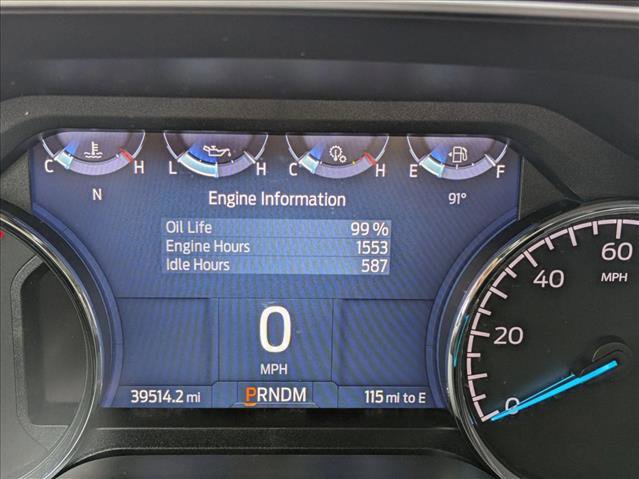 C H L H C H E F
N Engine Information 91°
Oil Life 99 %
Engine Hours 1553
Idle Hours 587
0
MPH
39514.2 mi PRNDM 115 mi to E
60
MPH
40
20
0